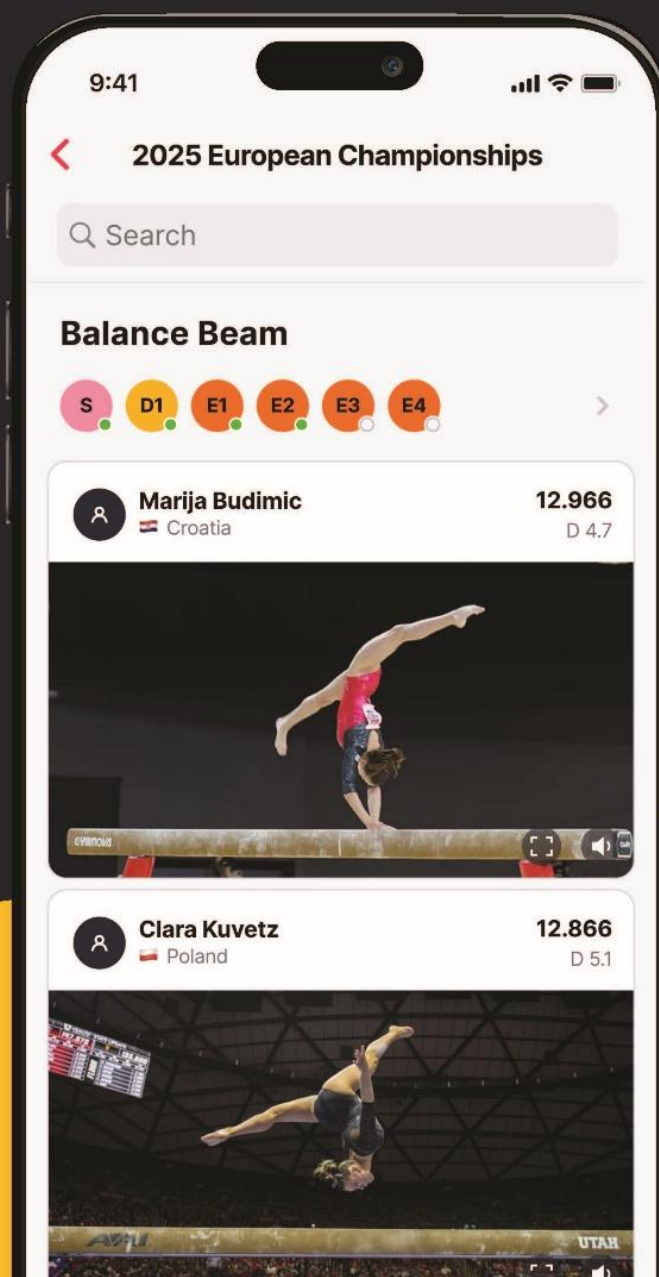 9:41
2025 European Championships
Search
Balance Beam
S D1 E1 E2 E3 E4
Marija Budimic
Croatia
12.966
D 4.7
GYMNOVA
Clara Kuvetz
Poland
12.866
D 5.1
UTAH